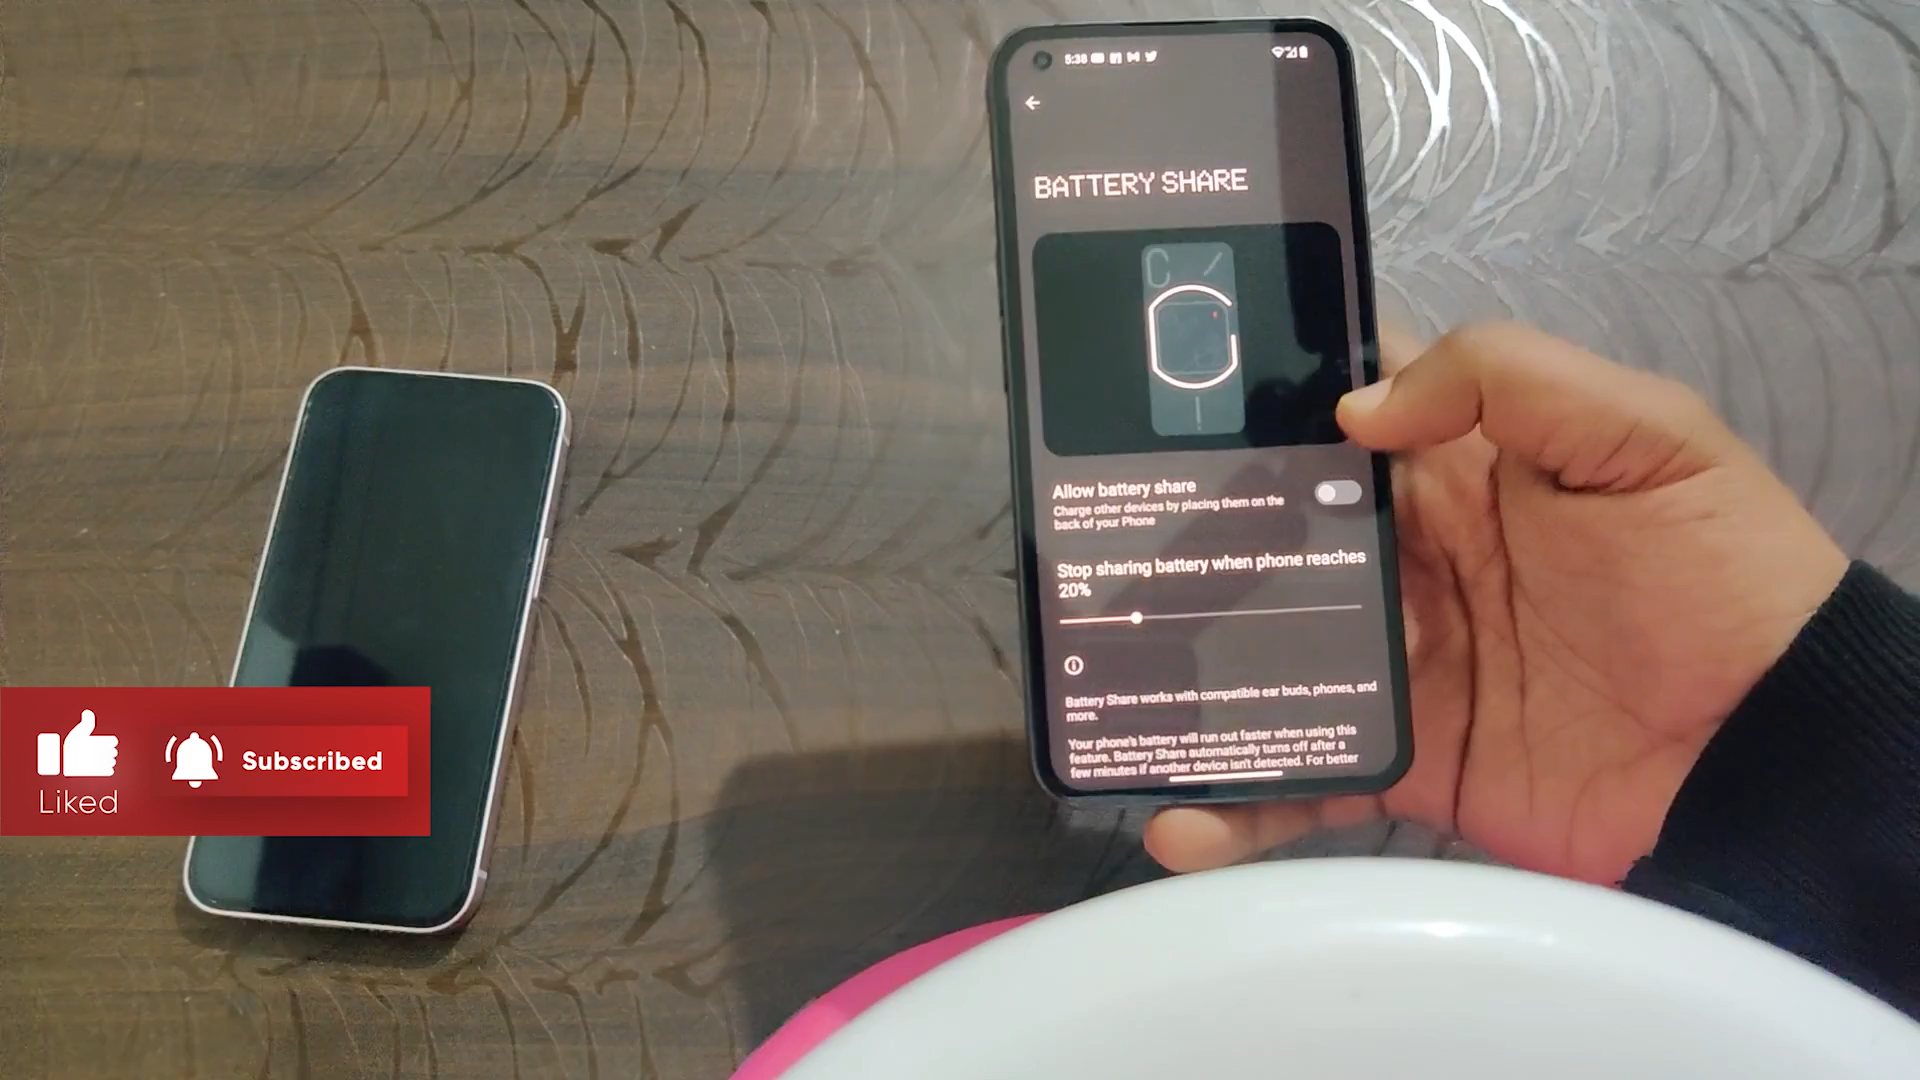 5:38
BATTERY SHARE
Allow battery share
Charge other devices by placing them on the
back of your Phone
Stop sharing battery when phone reaches
20%
Battery Share works with compatible ear buds, phones, and
more.
Your phone's battery will run out faster when using this
feature. Battery Share automatically turns off after a
few minutes if another device isn't detected. For better
Liked
Subscribed